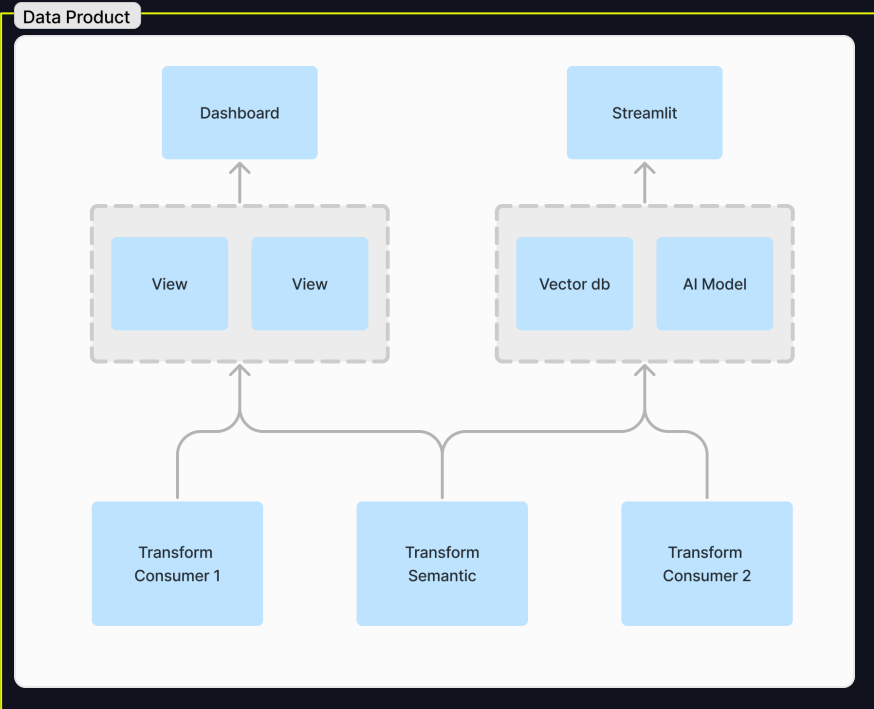 Data Product
Dashboard
Streamlit
View
View
Vector db
AI Model
Transform
Consumer 1
Transform
Semantic
Transform
Consumer 2